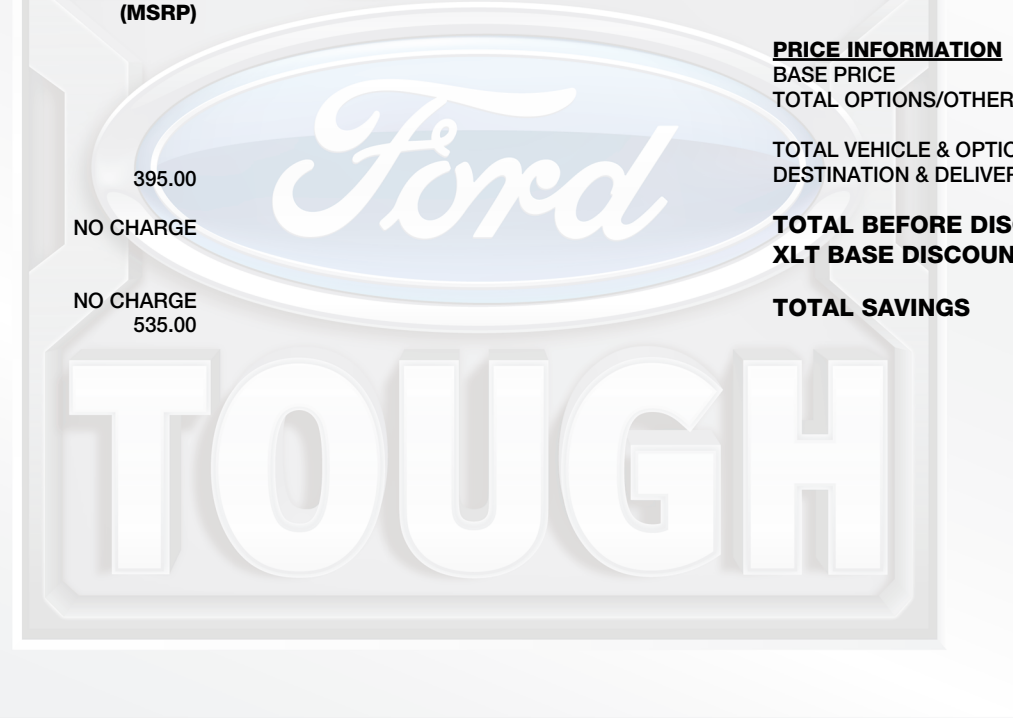 (MSRP)
395.00
NO CHARGE
NO CHARGE
535.00
Ford
TOUGH
PRICE INFORMATION
BASE PRICE
TOTAL OPTIONS/OTHER
TOTAL VEHICLE & OPTIO
DESTINATION & DELIVER
TOTAL BEFORE DIS
XLT BASE DISCOUN
TOTAL SAVINGS